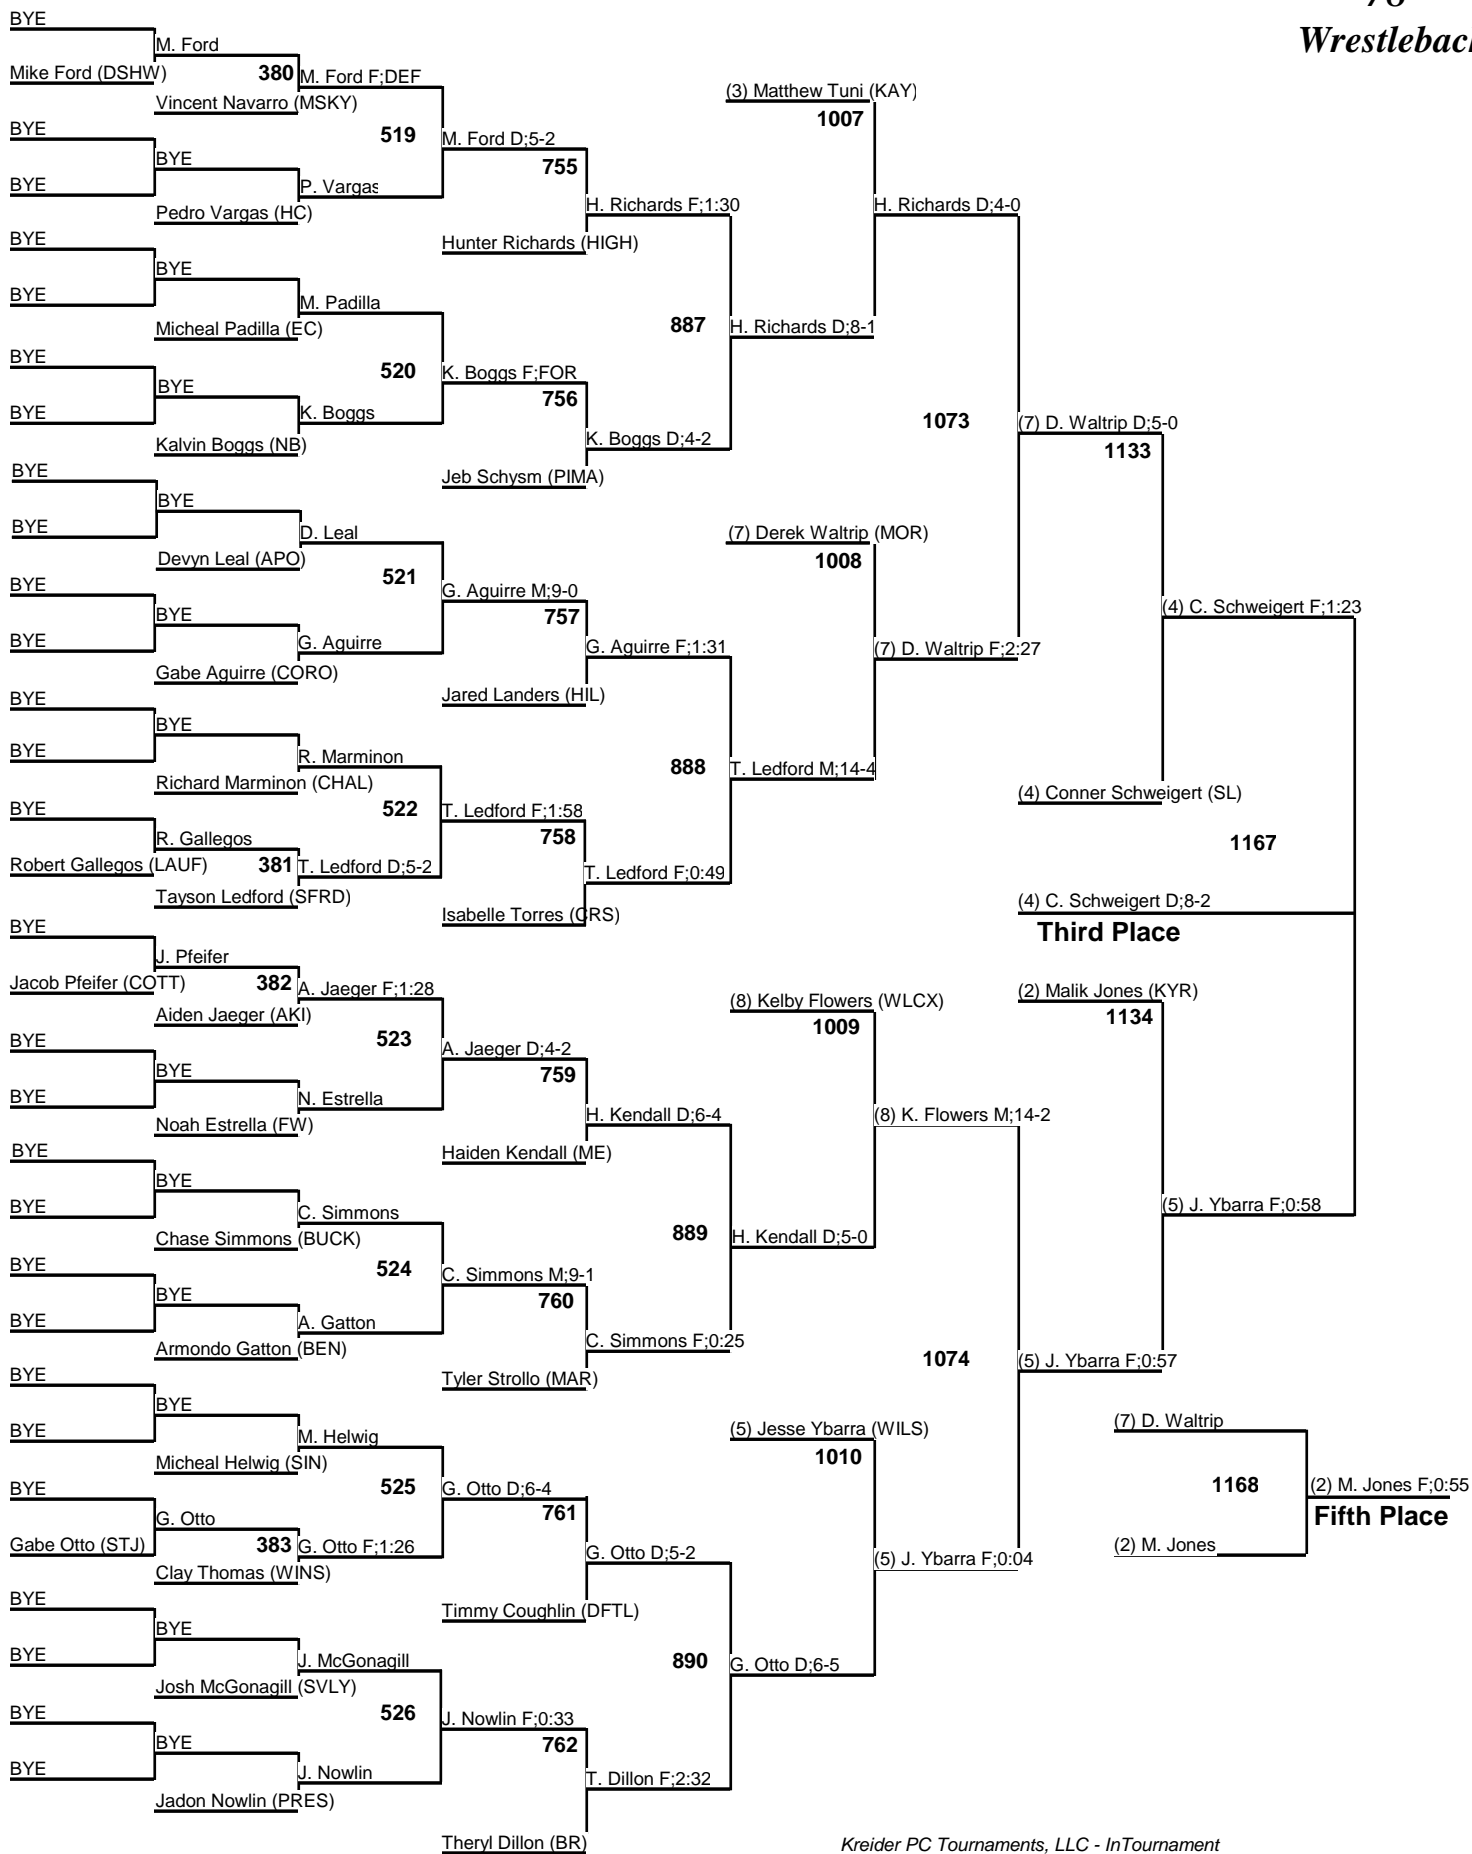 Wrestleback
BYE
M. Ford
Mike Ford (DSHW)
380
M. Ford F;DEF
Vincent Navarro (MSKY)
519
BYE
BYE
BYE
P. Vargas
Pedro Vargas (HC)
M. Ford D;5-2
755
H. Richards F;1:30
Hunter Richards (HIGH)
(3) Matthew Tuni (KAY)
1007
H. Richards D;4-0
BYE
BYE
BYE
M. Padilla
Micheal Padilla (EC)
520
887
H. Richards D;8-1
BYE
BYE
BYE
K. Boggs
Kalvin Boggs (NB)
K. Boggs F;FOR
756
K. Boggs D;4-2
Jeb Schysm (PIMA)
1073
(7) D. Waltrip D;5-0
1133
BYE
BYE
BYE
D. Leal
Devyn Leal (APO)
521
(7) Derek Waltrip (MOR)
1008
BYE
BYE
BYE
G. Aguirre
Gabe Aguirre (CORO)
G. Aguirre M;9-0
757
G. Aguirre F;1:31
Jared Landers (HIL)
(7) D. Waltrip F;2:27
(4) C. Schweigert F;1:23
BYE
BYE
BYE
R. Marminon
Richard Marminon (CHAL)
522
888
T. Ledford M;14-4
(4) Conner Schweigert (SL)
BYE
R. Gallegos
Robert Gallegos (LAUF)
381
T. Ledford D;5-2
Tayson Ledford (SFRD)
T. Ledford F;1:58
758
T. Ledford F;0:49
Isabelle Torres (CRS)
1167
(4) C. Schweigert D;8-2
Third Place
BYE
J. Pfeifer
Jacob Pfeifer (COTT)
382
A. Jaeger F;1:28
Aiden Jaeger (AKI)
523
(8) Kelby Flowers (WLCX)
1009
(2) Malik Jones (KYR)
1134
BYE
BYE
BYE
N. Estrella
Noah Estrella (FW)
A. Jaeger D;4-2
759
H. Kendall D;6-4
Haiden Kendall (ME)
(8) K. Flowers M;14-2
BYE
BYE
BYE
C. Simmons
Chase Simmons (BUCK)
524
889
H. Kendall D;5-0
(5) J. Ybarra F;0:58
BYE
BYE
BYE
A. Gatton
Armondo Gatton (BEN)
C. Simmons M;9-1
760
C. Simmons F;0:25
Tyler Strollo (MAR)
1074
(5) J. Ybarra F;0:57
BYE
BYE
BYE
M. Helwig
Micheal Helwig (SIN)
525
(5) Jesse Ybarra (WILS)
1010
(7) D. Waltrip
1168
(2) M. Jones F;0:55
Fifth Place
(2) M. Jones
BYE
G. Otto
Gabe Otto (STJ)
383
G. Otto F;1:26
Clay Thomas (WINS)
G. Otto D;6-4
761
G. Otto D;5-2
Timmy Coughlin (DFTL)
(5) J. Ybarra F;0:04
BYE
BYE
BYE
J. McGonagill
Josh McGonagill (SVLY)
526
890
G. Otto D;6-5
BYE
BYE
BYE
J. Nowlin
Jadon Nowlin (PRES)
J. Nowlin F;0:33
762
T. Dillon F;2:32
Theryl Dillon (BR)
Kreider PC Tournaments, LLC - InTournament